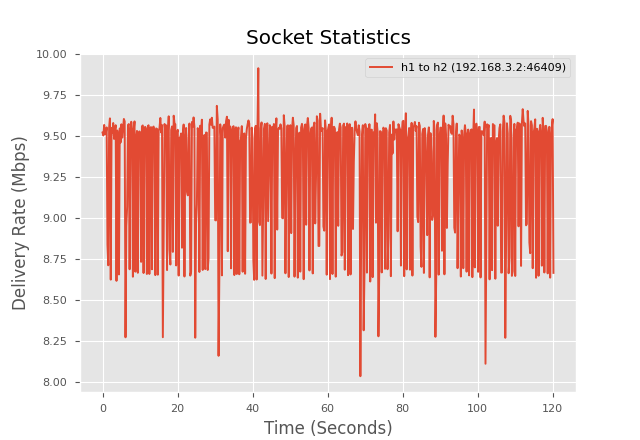 Socket Statistics
h1 to h2 (192.168.3.2:46409)
Delivery Rate (Mbps)
10.00
9.75
9.50
9.25
9.00
8.75
8.50
8.25
8.00
0 20 40 60 80 100 120
Time (Seconds)